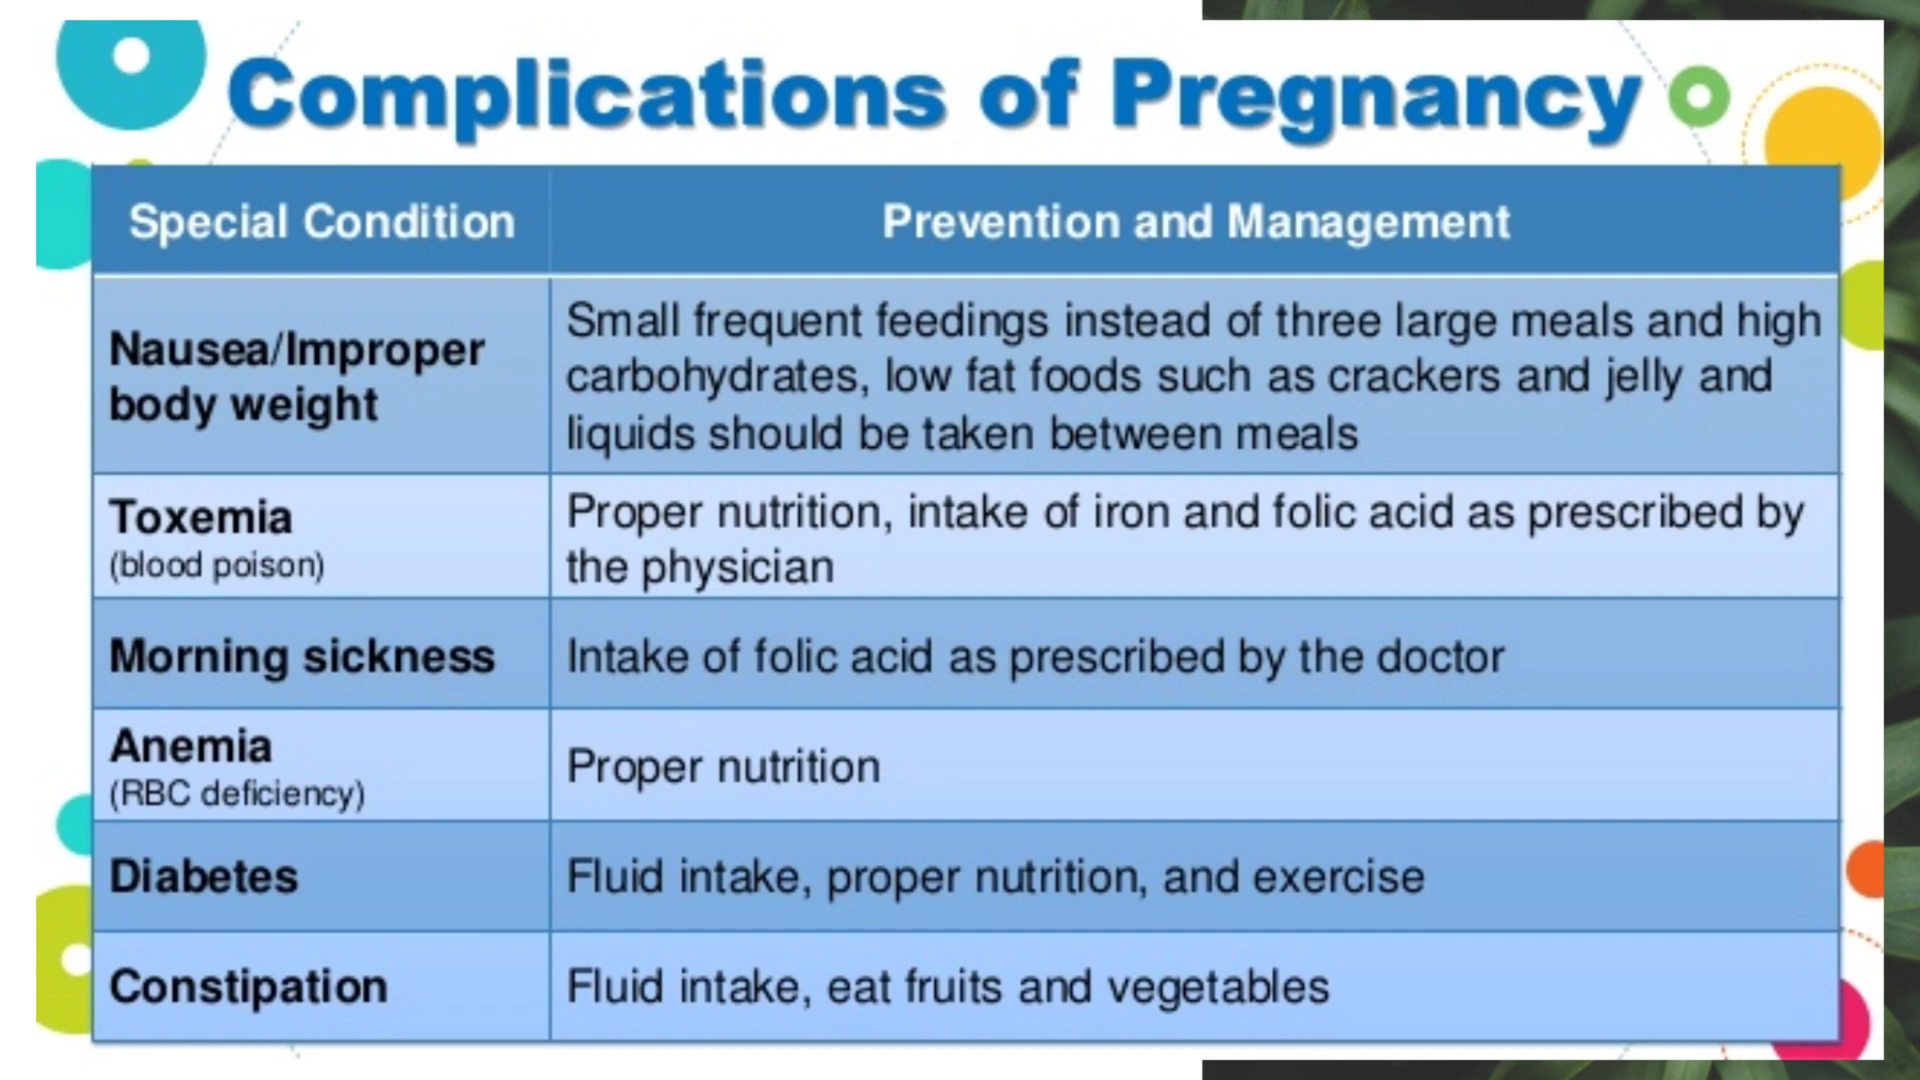 Complications of Pregnancy
Special Condition
Prevention and Management
Nausea/Improper
body weight
Small frequent feedings instead of three large meals and high
carbohydrates, low fat foods such as crackers and jelly and
liquids should be taken between meals
Toxemia
(blood poison)
Proper nutrition, intake of iron and folic acid as prescribed by
the physician
Morning sickness
Intake of folic acid as prescribed by the doctor
Anemia
(RBC deficiency)
Proper nutrition
Diabetes
Fluid intake, proper nutrition, and exercise
Constipation
Fluid intake, eat fruits and vegetables